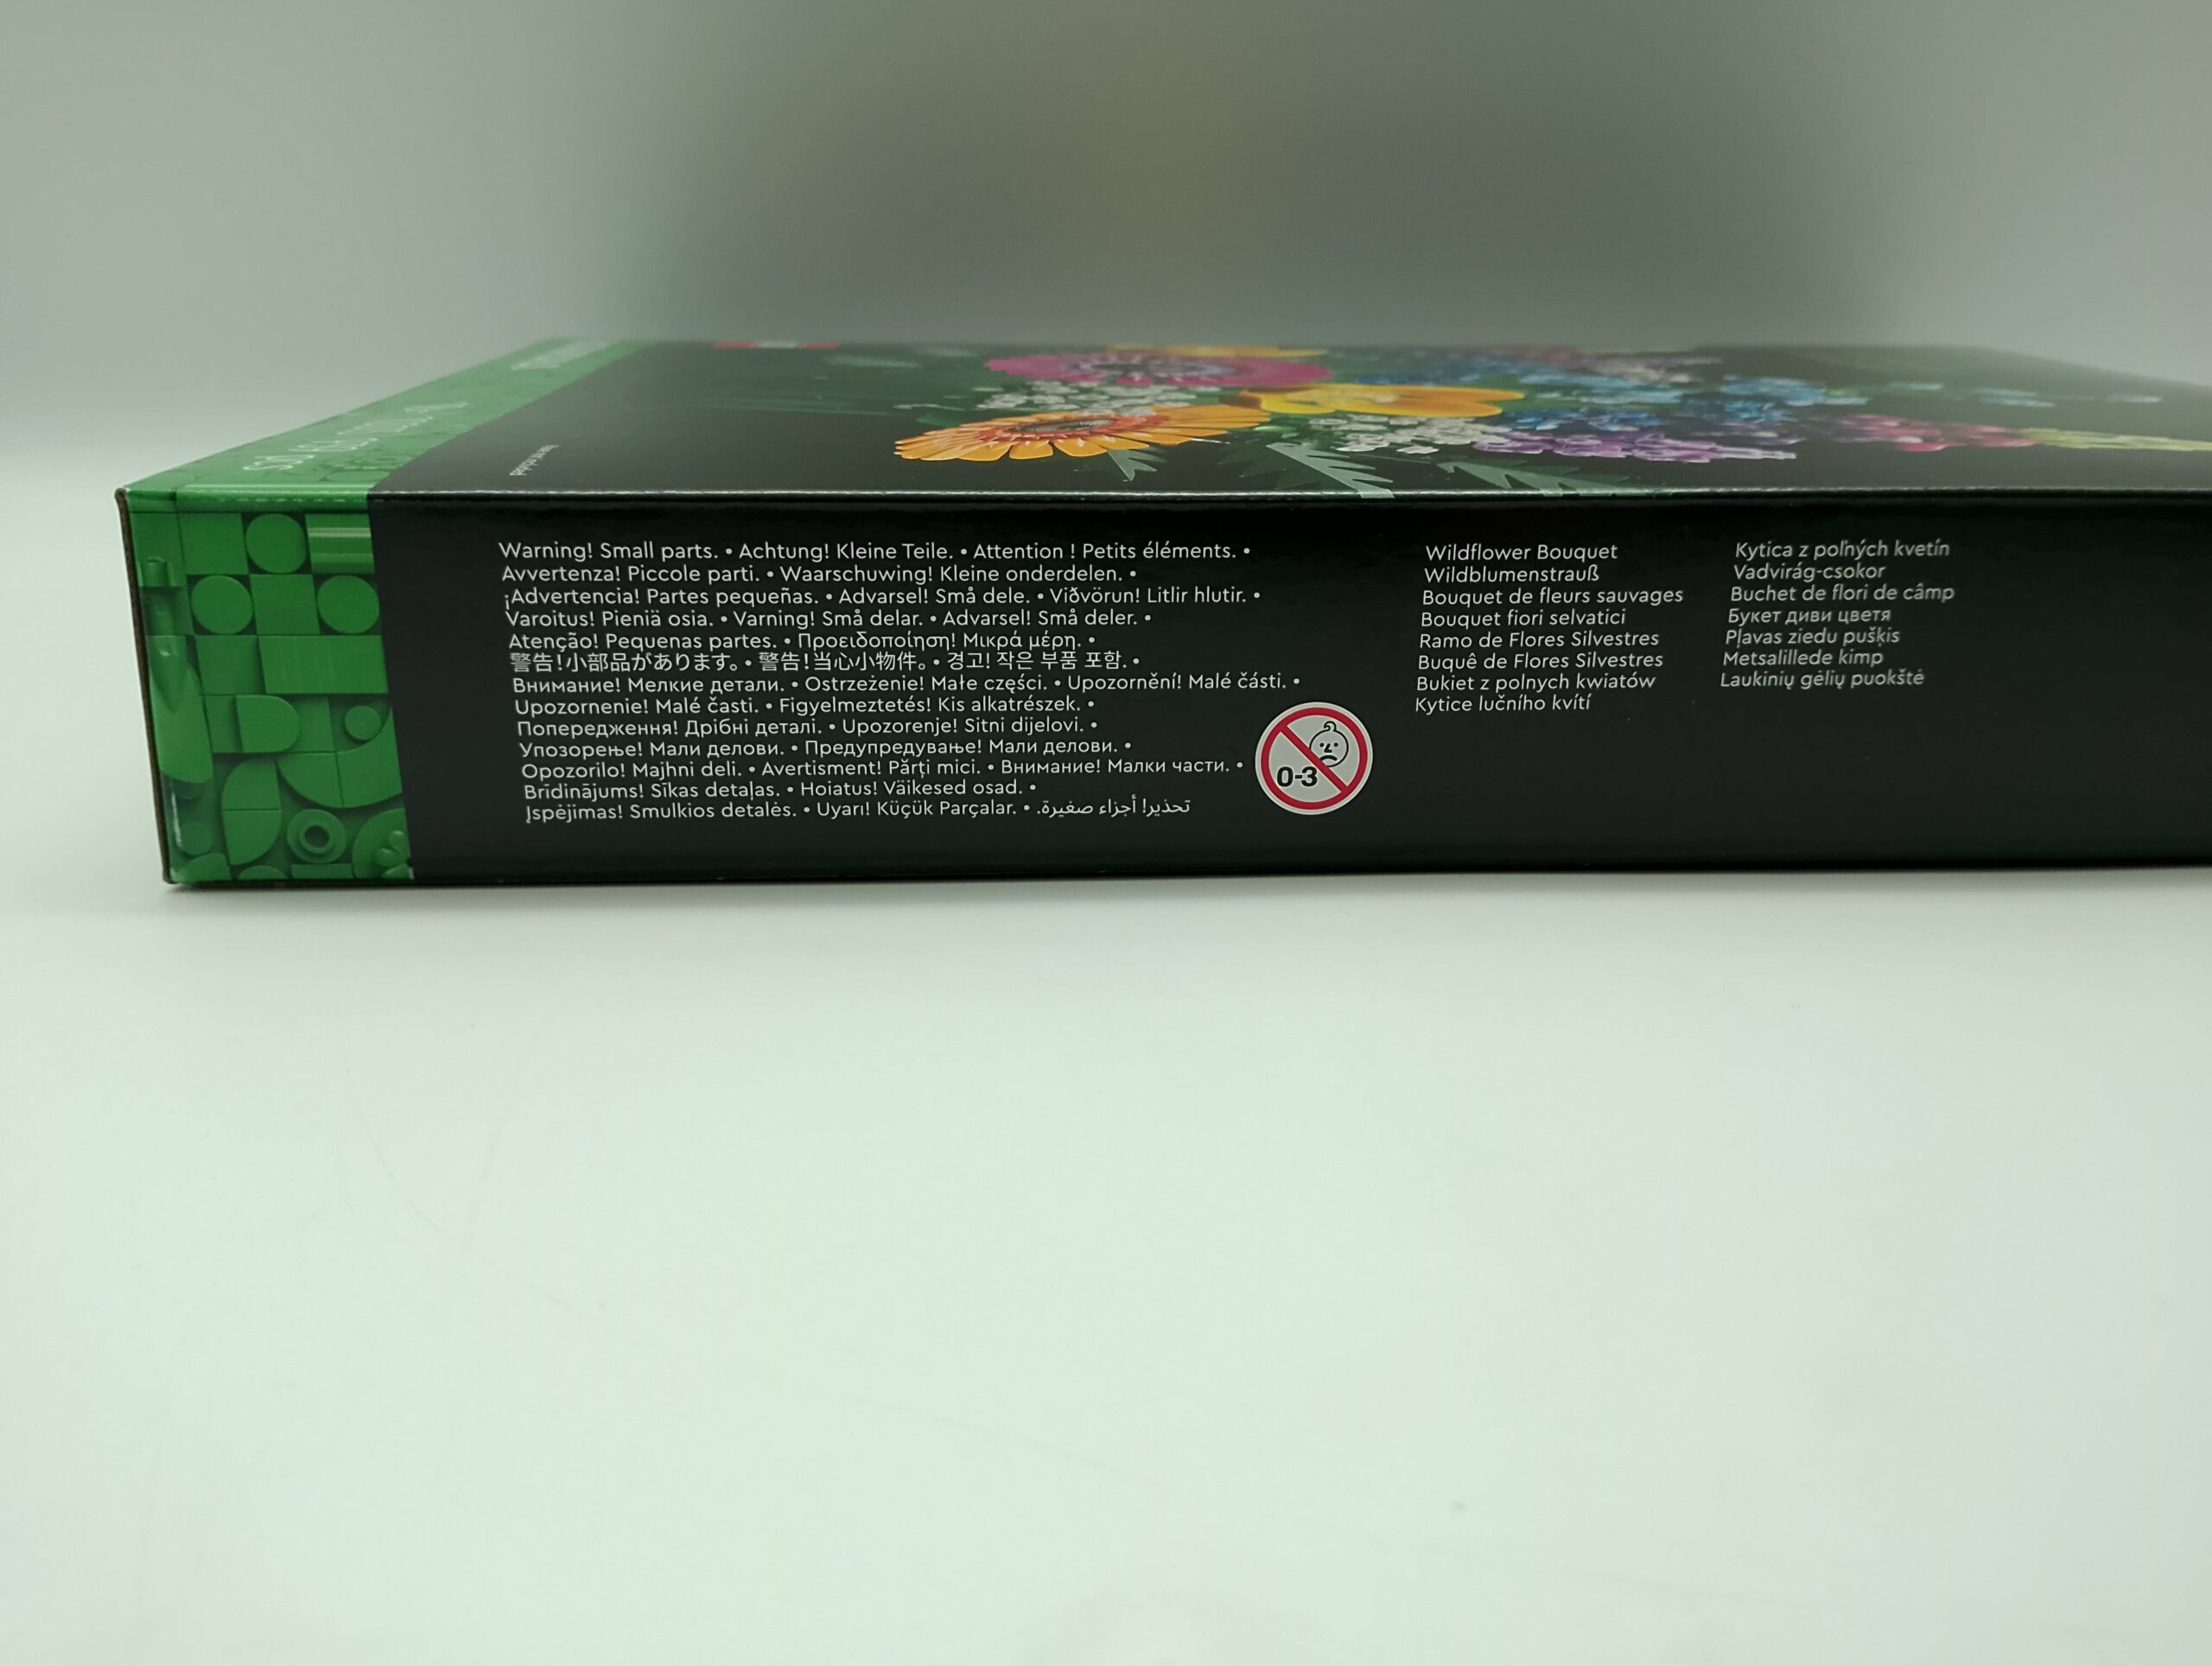 Warning! Small parts. • Achtung! Kleine Teile. • Attention ! Petits éléments. •
Avvertenza! Piccole parti. • Waarschuwing! Kleine onderdelen. •
¡Advertencia! Partes pequeñas. • Advarsel! Små dele. • Viðvörun! Litlir hlutir. •
Varoitus! Pieniä osia. • Varning! Små delar. • Advarsel! Små deler. •
Atenção! Pequenas partes. • Προειδοποίηση! Μικρά μέρη. •
警告!小部品があります。• 警告!当心小物件。• 경고! 작은 부품 포함. •
Внимание! Мелкие детали. • Ostrzeżenie! Małe części. • Upozornění! Malé části. •
Upozornenie! Malé časti. • Figyelmeztetés! Kis alkatrészek. •
Попередження! Дрібні деталі. • Upozorenje! Sitni dijelovi. •
Упозорење! Мали делови. • Предупредување! Мали делови. •
Opozorilo! Majhni deli. • Avertisment! Părți mici. • Внимание! Малки части. •
Brīdinājums! Sīkas detaļas. • Hoiatus! Väikesed osad. •
Įspėjimas! Smulkios detalės. • Uyarı! Küçük Parçalar. • تحذير! أجزاء صغيرة.
0-3
Wildflower Bouquet
Wildblumenstrauß
Bouquet de fleurs sauvages
Bouquet fiori selvatici
Ramo de Flores Silvestres
Buquê de Flores Silvestres
Bukiet z polnych kwiatów
Kytice lučního kvítí
Kytica z poľných kvetín
Vadvirág-csokor
Buchet de flori de câmp
Букет диви цветя
Pļavas ziedu pušķis
Metsalillede kimp
Laukinių gėlių puokštė